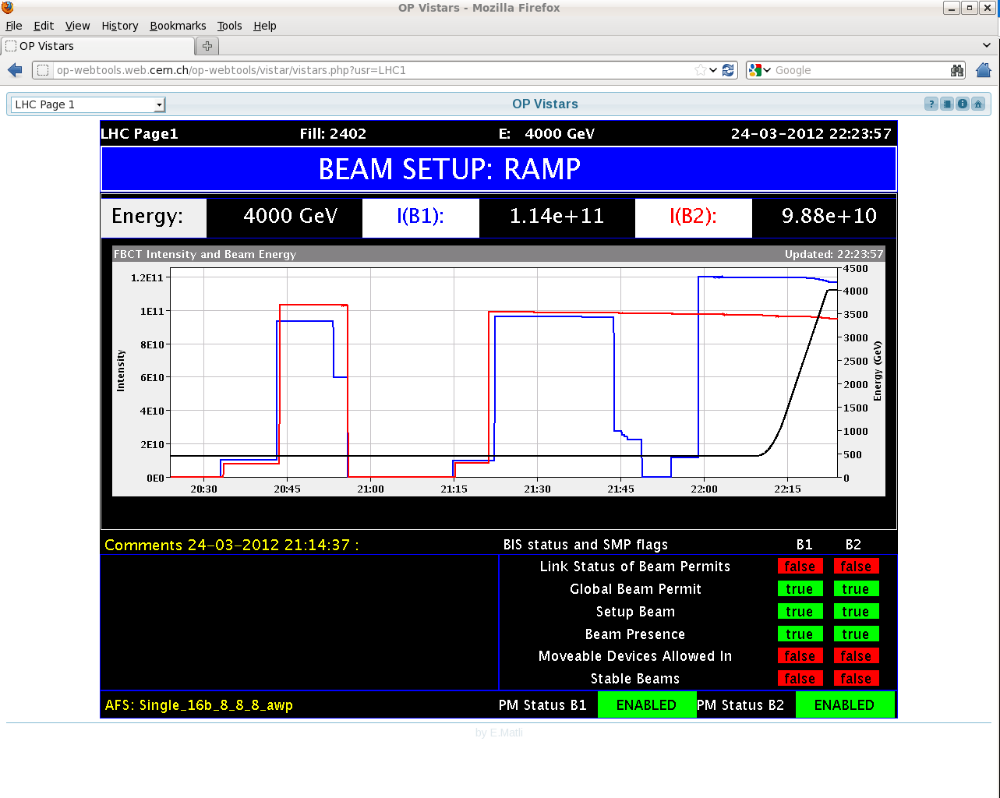 OP Vistars - Mozilla Firefox
File Edit View History Bookmarks Tools Help
OP Vistars
op-webtools.web.cern.ch/op-webtools/vistar/vistars.php?usr=LHC1 Google
LHC Page 1 OP Vistars
LHC Page1 Fill: 2402 E: 4000 GeV 24-03-2012 22:23:57
BEAM SETUP: RAMP
Energy: 4000 GeV I(B1): 1.14e+11 I(B2): 9.88e+10
FBCT Intensity and Beam Energy Updated: 22:23:57
1.2E11
1E11
8E10
6E10
4E10
2E10
0E0
Intensity
4500
4000
3500
3000
2500
2000
1500
1000
500
0
Energy (GeV)
20:30 20:45 21:00 21:15 21:30 21:45 22:00 22:15
Comments 24-03-2012 21:14:37 :
BIS status and SMP flags B1 B2
Link Status of Beam Permits false false
Global Beam Permit true true
Setup Beam true true
Beam Presence true true
Moveable Devices Allowed In false false
Stable Beams false false
AFS: Single_16b_8_8_8_awp PM Status B1 ENABLED PM Status B2 ENABLED
by E.Matli